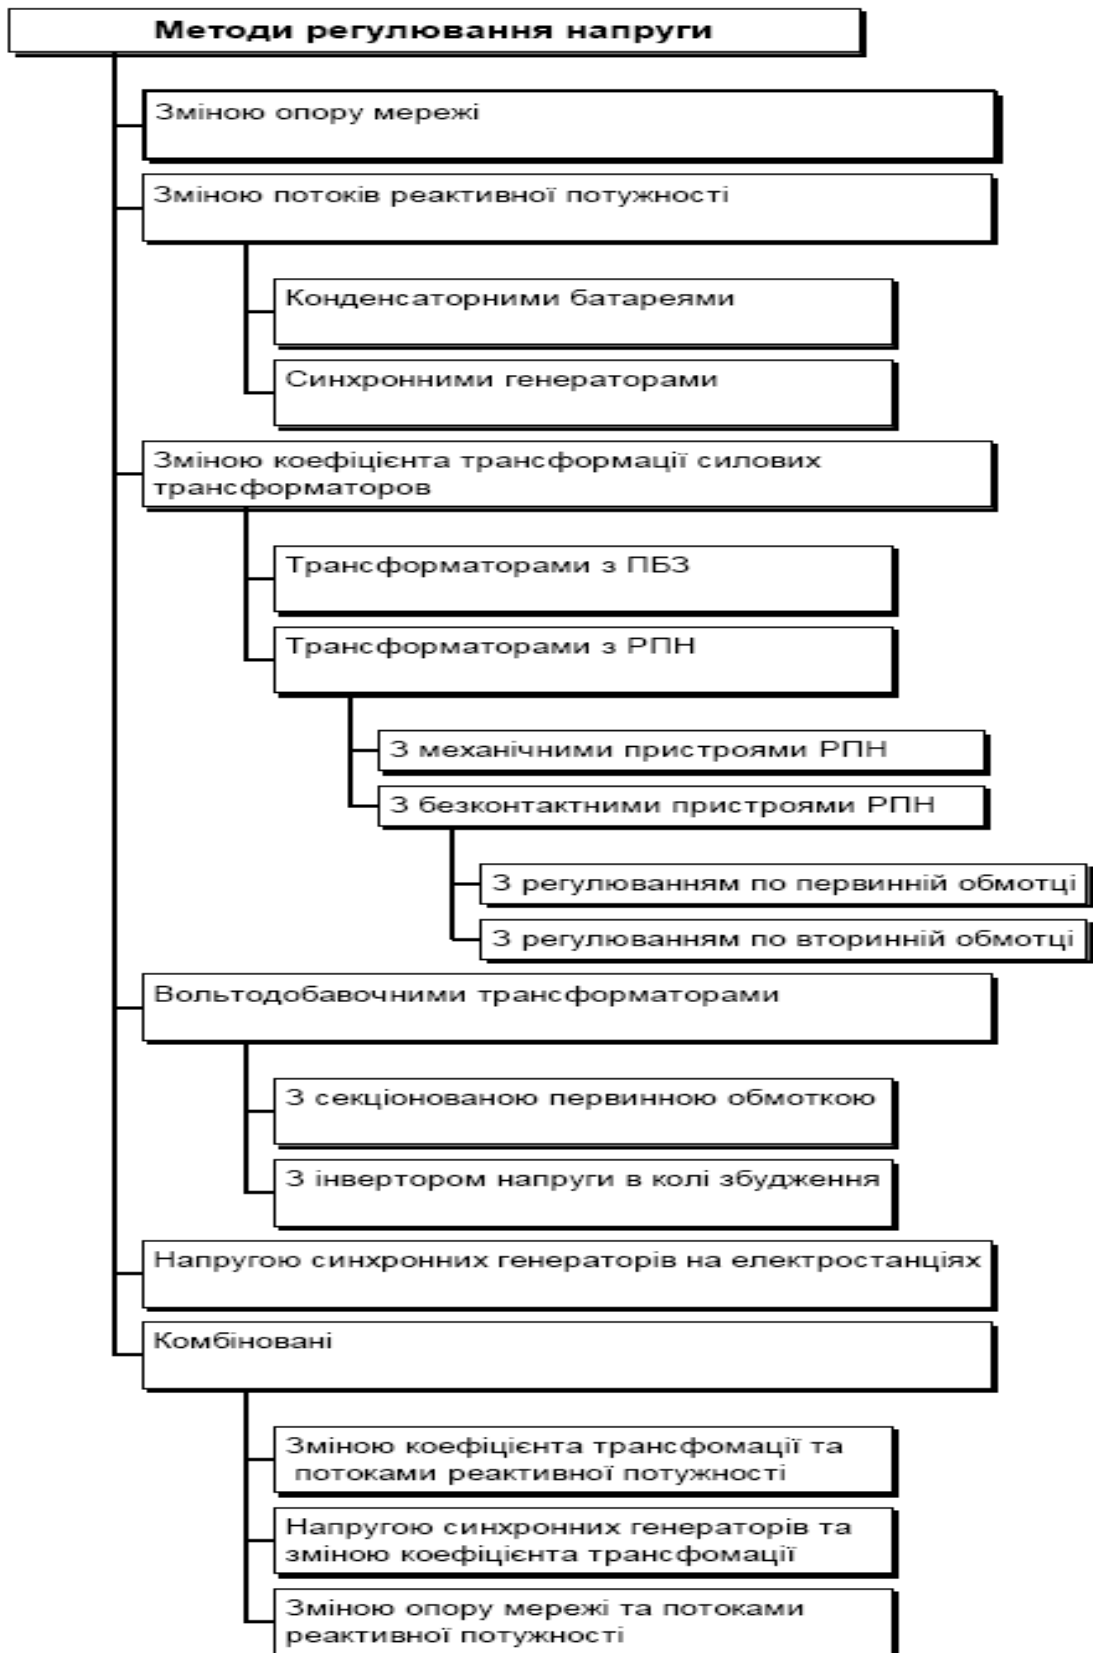 Методи регулювання напруги
Зміною опору мережі
Зміною потоків реактивної потужності
Конденсаторними батареями
Синхронними генераторами
Зміною коефіцієнта трансформації силових
трансформаторов
Трансформаторами з ПБЗ
Трансформаторами з РПН
З механічними пристроями РПН
З безконтактними пристроями РПН
З регулюванням по первинній обмотці
З регулюванням по вторинній обмотці
Вольтодобавочними трансформаторами
З секціонованою первинною обмоткою
З інвертором напруги в колі збудження
Напругою синхронних генераторів на електростанціях
Комбіновані
Зміною коефіцієнта трансфомації та
потоками реактивної потужності
Напругою синхронних генераторів та
зміною коефіцієнта трансфомації
Зміною опору мережі та потоками
реактивної потужності